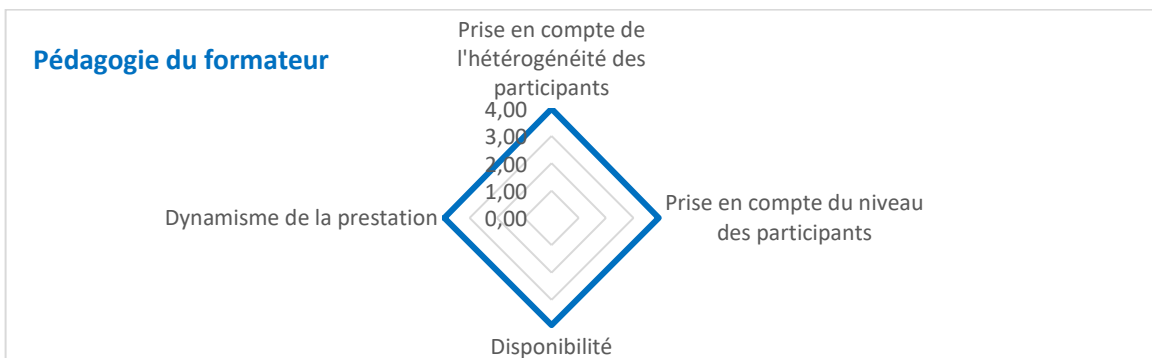 Pédagogie du formateur
Prise en compte de
l'hétérogénéité des
participants
4,00
3,00
2,00
1,00
0,00
Dynamisme de la prestation
Prise en compte du niveau
des participants
Disponibilité